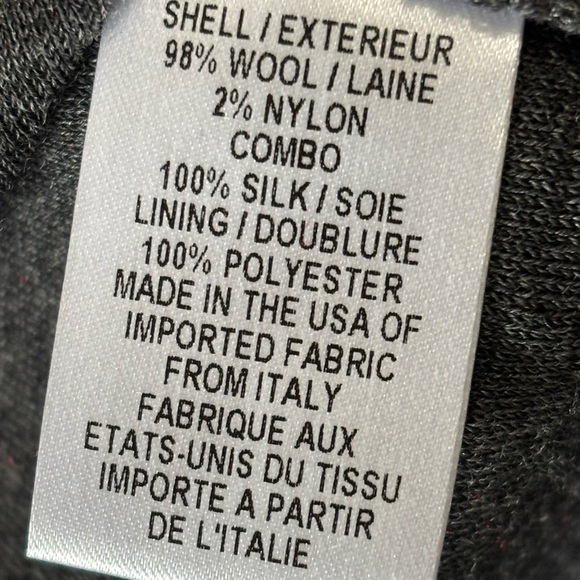 SHELL / EXTERIEUR
98% WOOL / LAINE
2% NYLON
COMBO
100% SILK / SOIE
LINING / DOUBLURE
100% POLYESTER
MADE IN THE USA OF
IMPORTED FABRIC
FROM ITALY
FABRIQUE AUX
ETATS-UNIS DU TISSU
IMPORTE A PARTIR
DE L'ITALIE